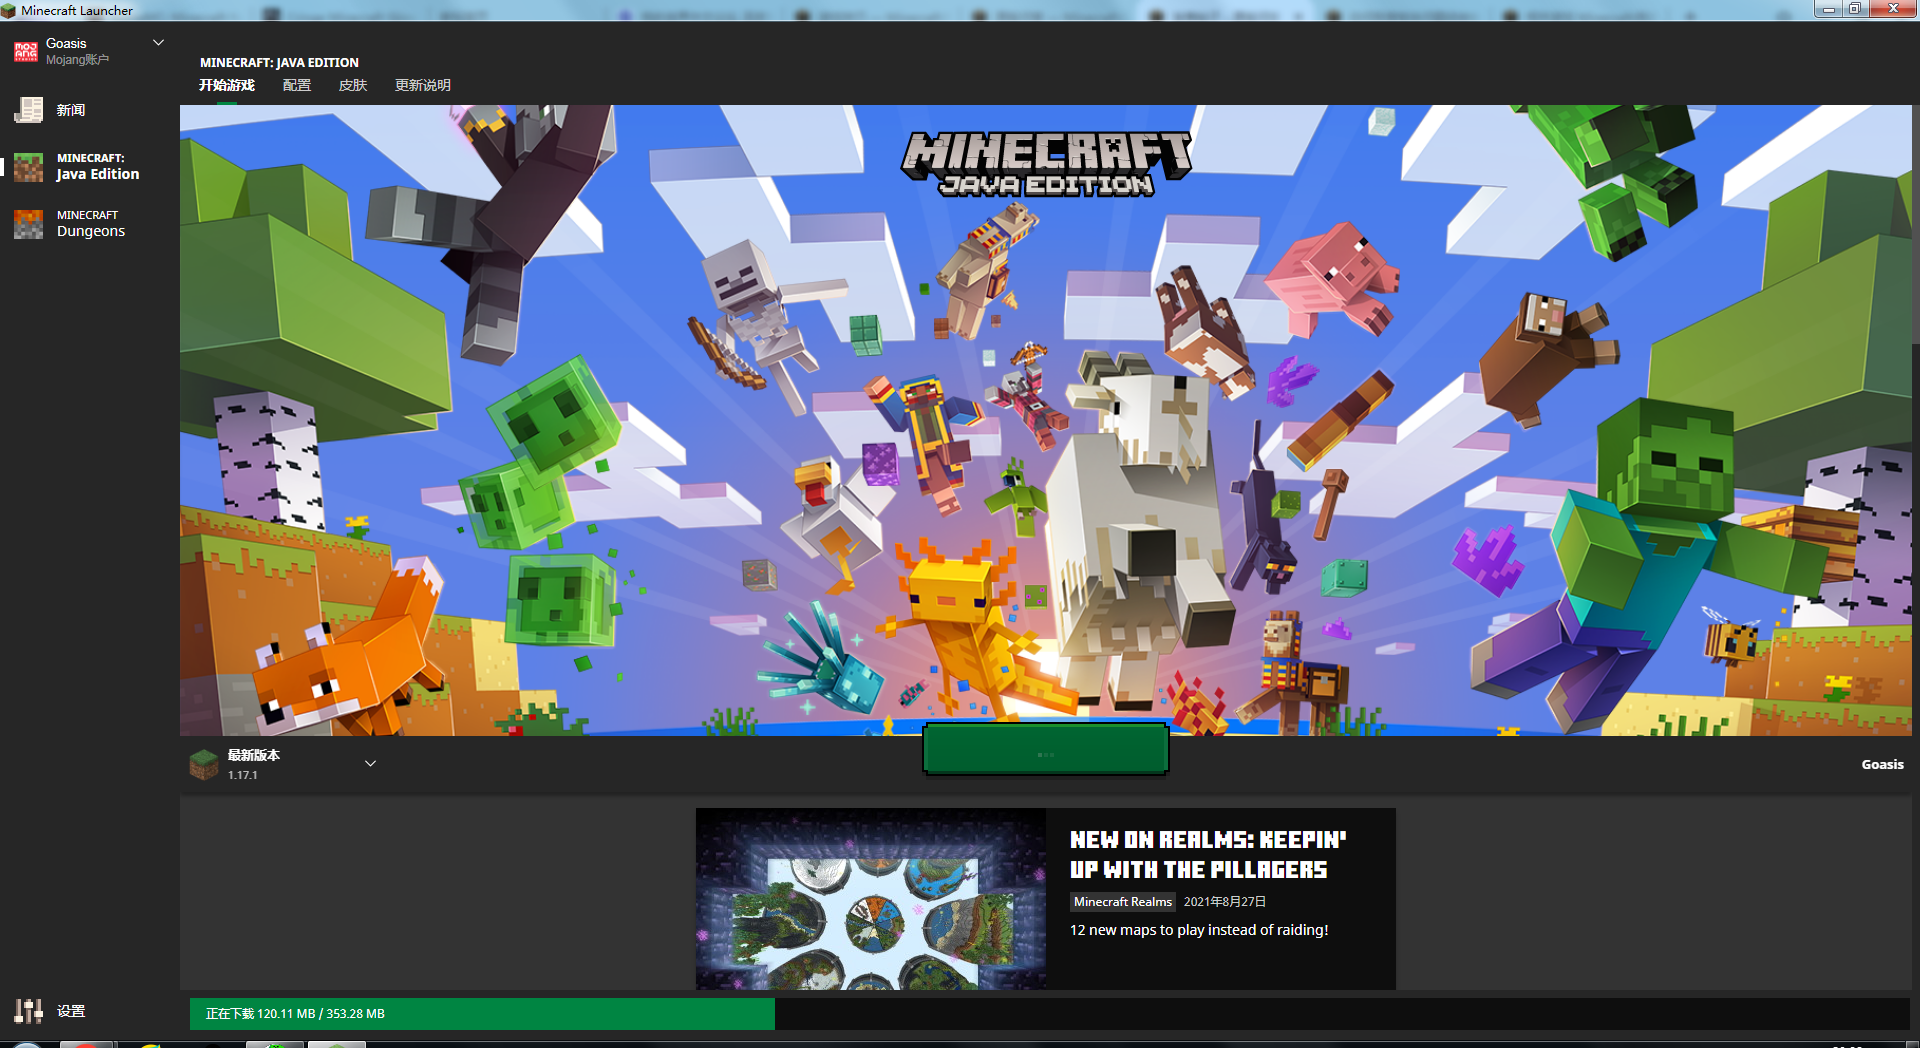 Minecraft Launcher
Goasis
Mojang账户
新闻
MINECRAFT:
Java Edition
MINECRAFT
Dungeons
设置
MINECRAFT: JAVA EDITION
开始游戏 配置 皮肤 更新说明
MINECRAFT
JAVA EDITION
最新版本
1.17.1
Goasis
NEW ON REALMS: KEEPIN'
UP WITH THE PILLAGERS
Minecraft Realms 2021年8月27日
12 new maps to play instead of raiding!
正在下载 120.11 MB / 353.28 MB